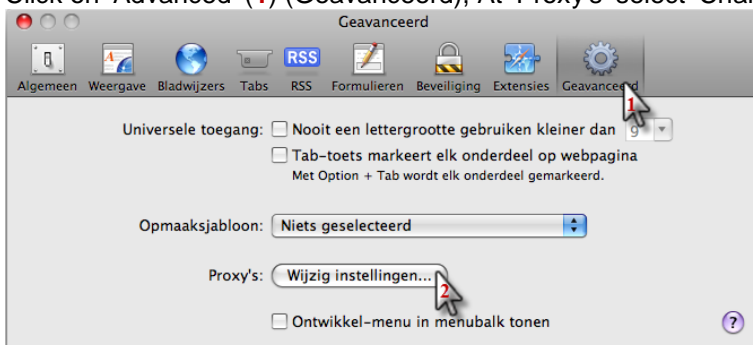 Click on 'Advanced' (1) (Geavanceerd), At 'Proxy's' select 'Chan
Geavanceerd
RSS
Algemeen Weergave Bladwijzers Tabs RSS Formulieren Beveiliging Extensies Geavanceerd
1
Universele toegang: Nooit een lettergrootte gebruiken kleiner dan 9
Tab-toets markeert elk onderdeel op webpagina
Met Option + Tab wordt elk onderdeel gemarkeerd.
Opmaaksjabloon: Niets geselecteerd
Proxy's: Wijzig instellingen...
2
Ontwikkel-menu in menubalk tonen
?